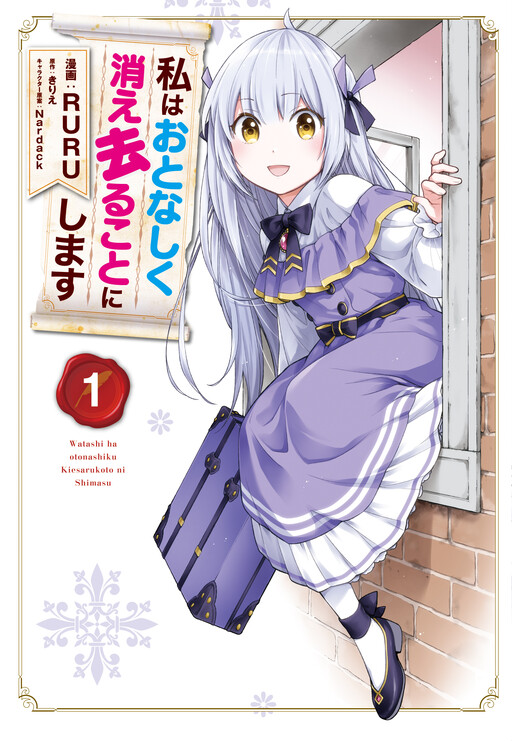 私はおとなしく
消え去ることに
します
漫画：RURU
原作：きりえ
キャラクター原案：Nardack
1
Watashi ha
otonashiku
Kiesarukoto ni
Shimasu